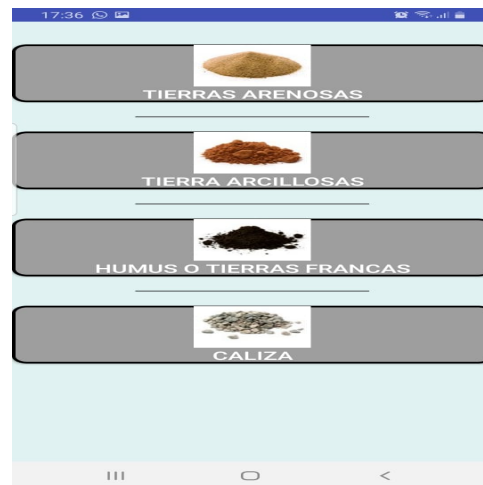 17:36
TIERRAS ARENOSAS
TIERRA ARCILLOSAS
HUMUS O TIERRAS FRANCAS
CALIZA